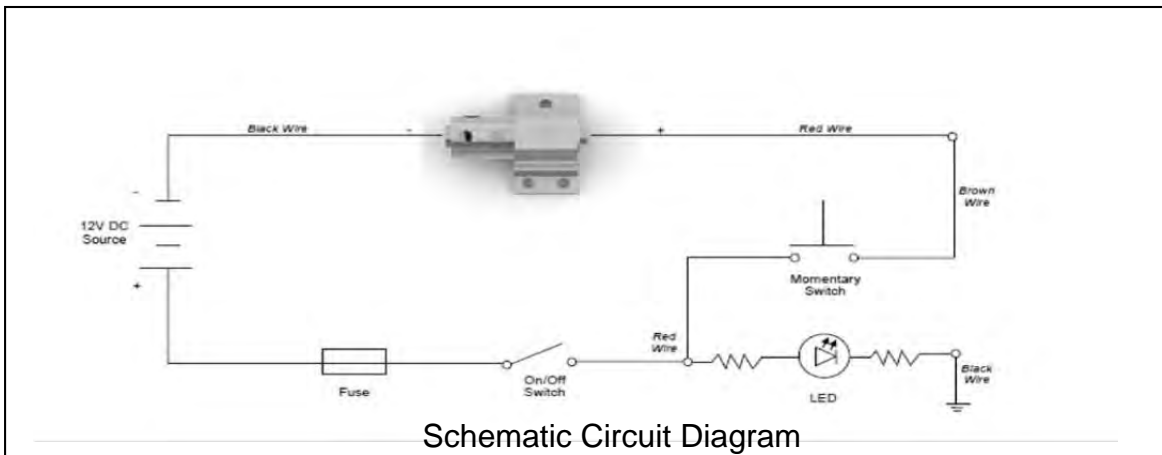 Black Wire
-
+
Red Wire
-
12V DC
Source
+
Brown
Wire
Momentary
Switch
Red
Wire
Fuse
On/Off
Switch
LED
Black
Wire
Schematic Circuit Diagram